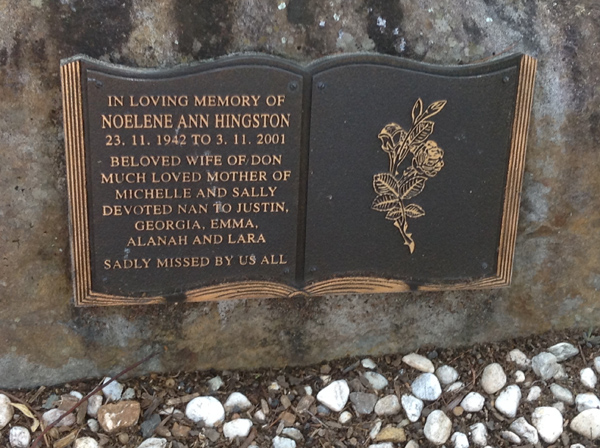 IN LOVING MEMORY OF
NOELENE ANN HINGSTON
23. 11. 1942 TO 3. 11. 2001
BELOVED WIFE OF DON
MUCH LOVED MOTHER OF
MICHELLE AND SALLY
DEVOTED NAN TO JUSTIN,
GEORGIA, EMMA,
ALANAH AND LARA
SADLY MISSED BY US ALL